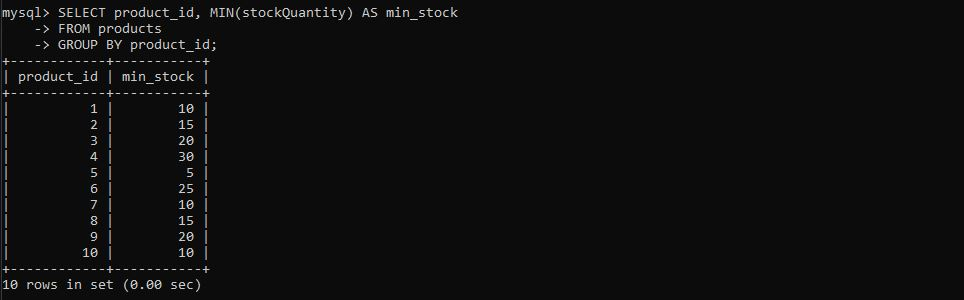 mysql> SELECT product_id, MIN(stockQuantity) AS min_stock
    -> FROM products
    -> GROUP BY product_id;
+------------+-----------+
| product_id | min_stock |
+------------+-----------+
|          1 |        10 |
|          2 |        15 |
|          3 |        20 |
|          4 |        30 |
|          5 |         5 |
|          6 |        25 |
|          7 |        10 |
|          8 |        15 |
|          9 |        20 |
|         10 |        10 |
+------------+-----------+
10 rows in set (0.00 sec)